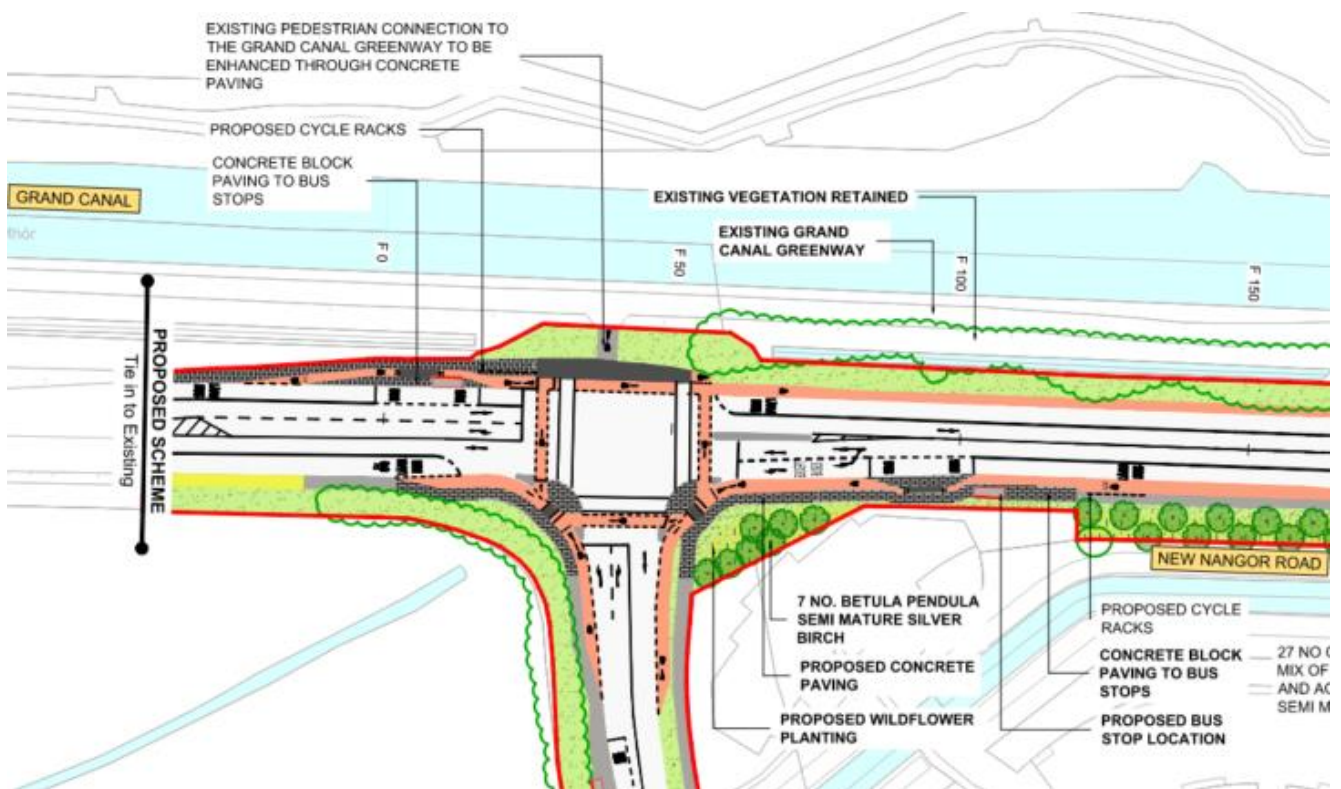 EXISTING PEDESTRIAN CONNECTION TO
THE GRAND CANAL GREENWAY TO BE
ENHANCED THROUGH CONCRETE
PAVING
PROPOSED CYCLE RACKS
CONCRETE BLOCK
PAVING TO BUS
STOPS
GRAND CANAL
EXISTING VEGETATION RETAINED
EXISTING GRAND
CANAL GREENWAY
F 0
F 50
F 100
F 150
PROPOSED SCHEME
Tie in to Existing
NEW NANGOR ROAD
7 NO. BETULA PENDULA
SEMI MATURE SILVER
BIRCH
PROPOSED CONCRETE
PAVING
PROPOSED WILDFLOWER
PLANTING
PROPOSED CYCLE
RACKS
CONCRETE BLOCK
PAVING TO BUS
STOPS
PROPOSED BUS
STOP LOCATION
27 NO
MIX OF
AND
SEMI